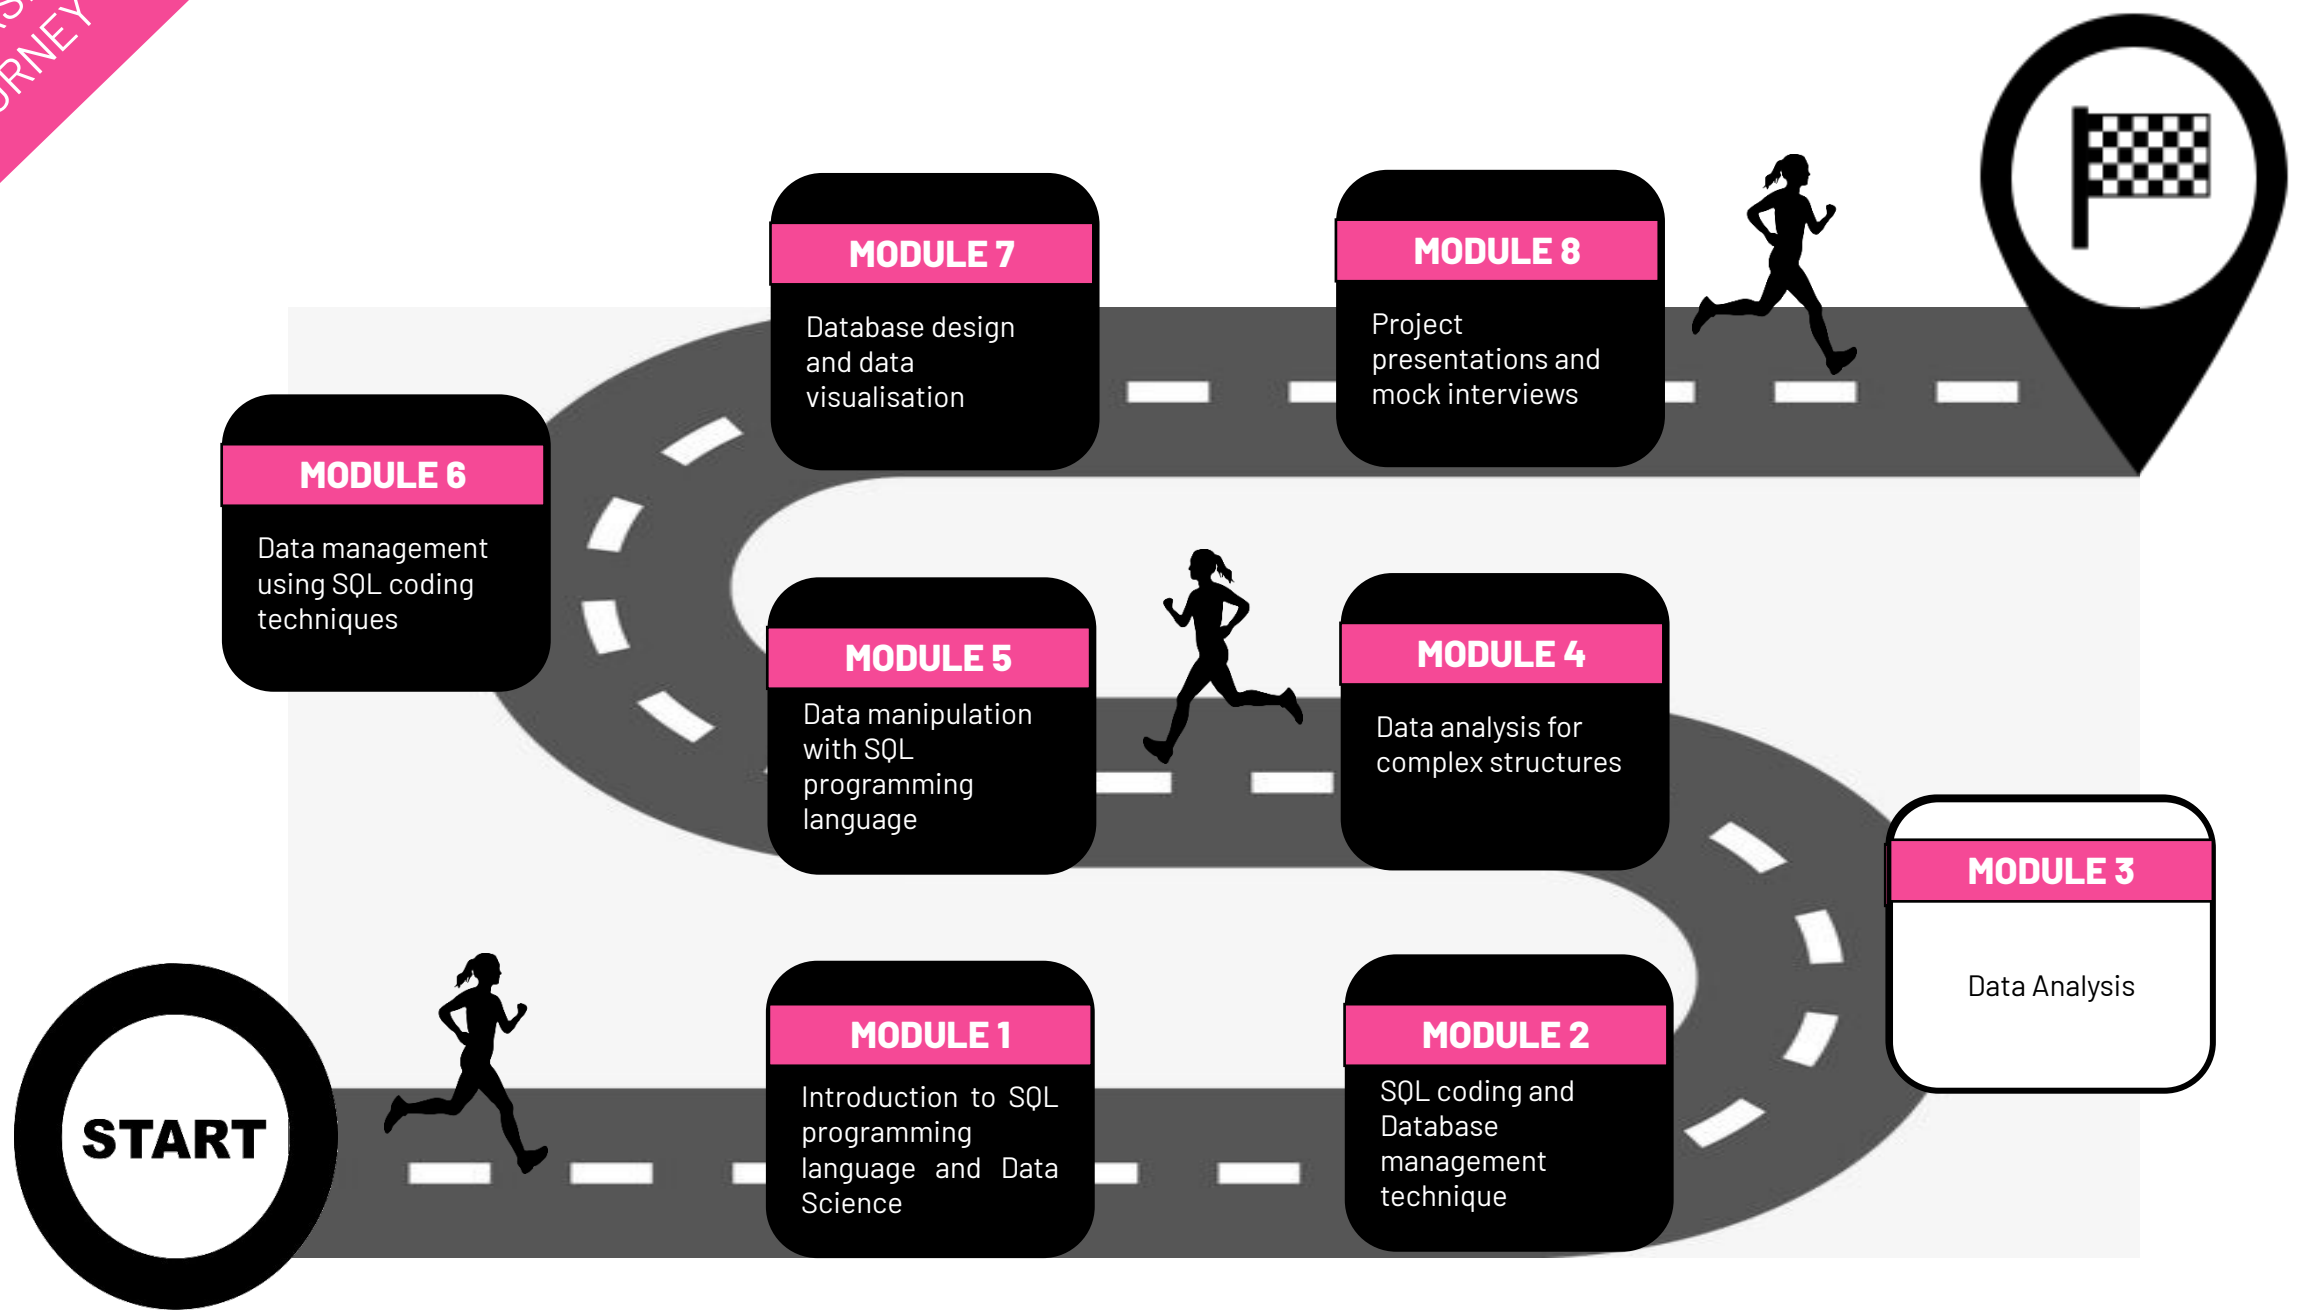 MODULE 7
Database design
and data
visualisation
MODULE 8
Project
presentations and
mock interviews
MODULE 6
Data management
using SQL coding
techniques
MODULE 5
Data manipulation
with SQL
programming
language
MODULE 4
Data analysis for
complex structures
MODULE 3
Data Analysis
START
MODULE 1
Introduction to SQL
programming
language and Data
Science
MODULE 2
SQL coding and
Database
management
technique